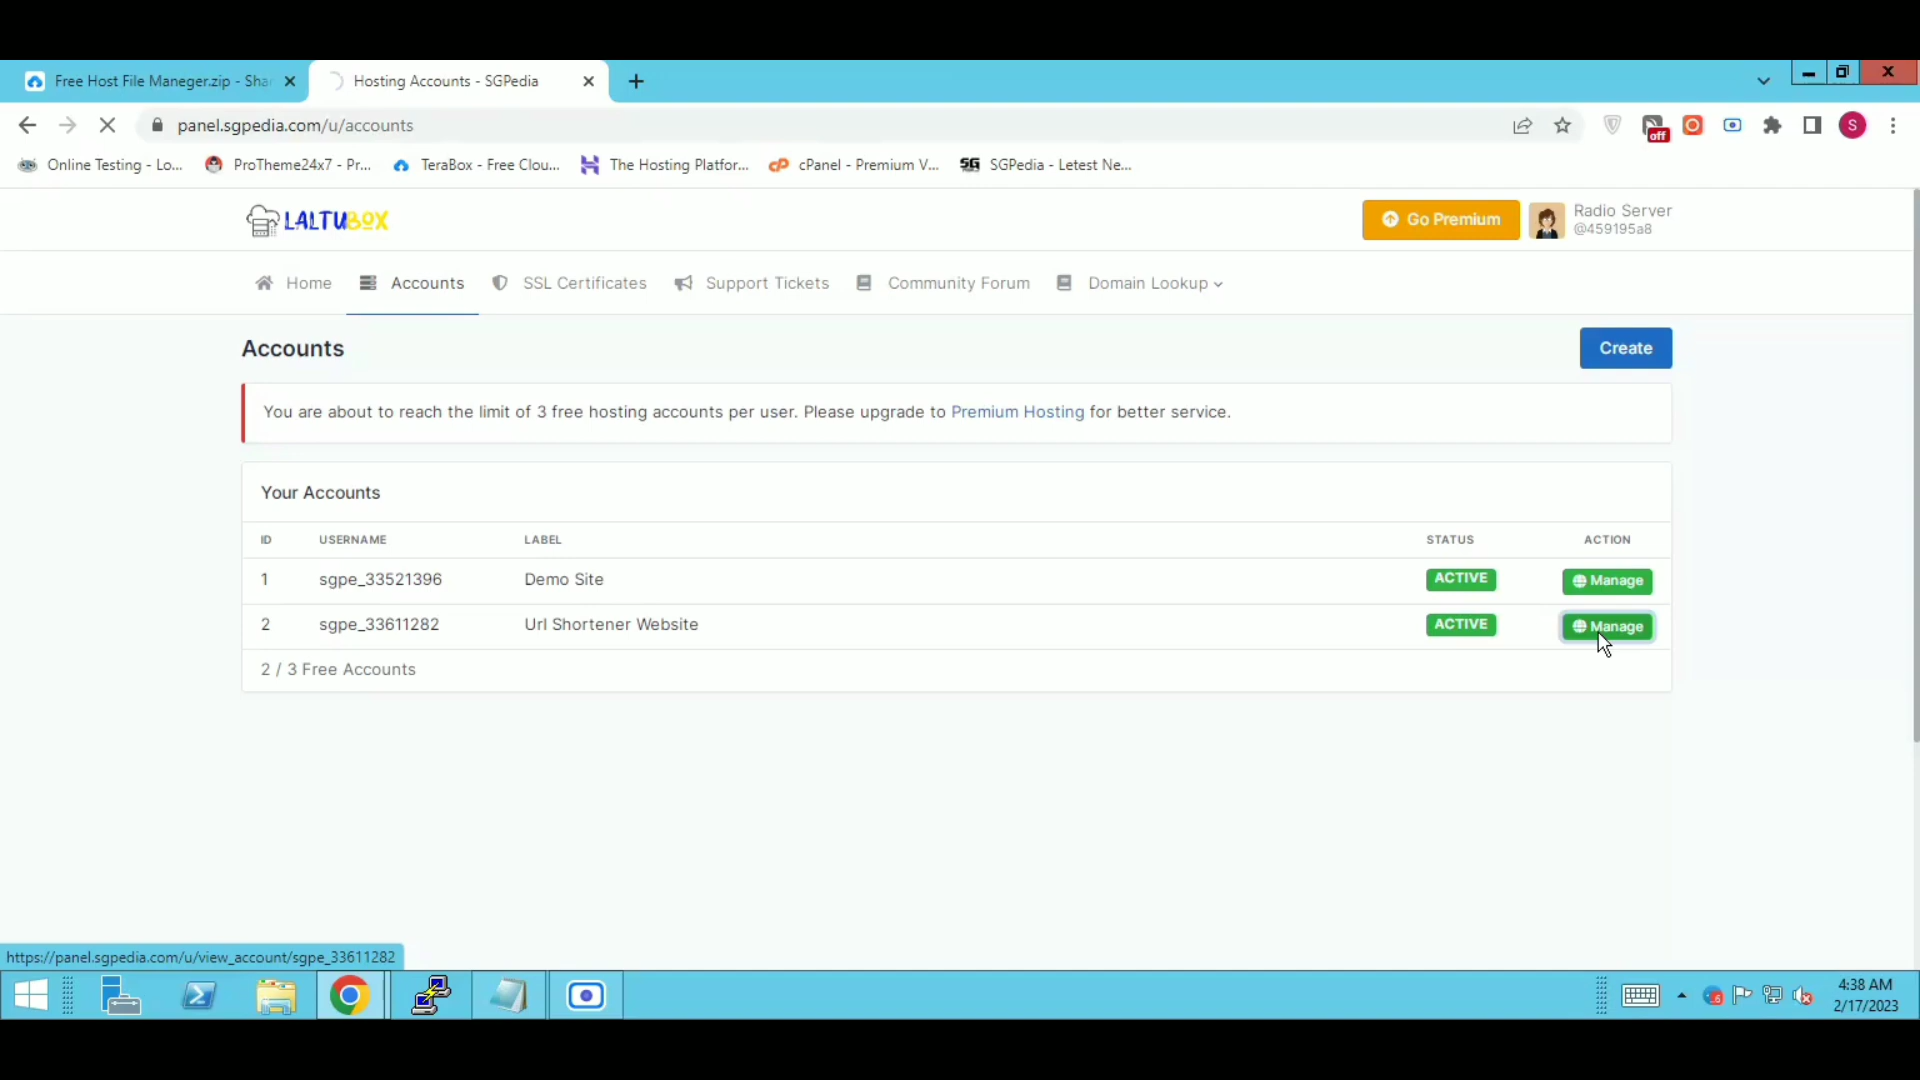 Free Host File Maneger.zip - Sha
Hosting Accounts - SGPedia
panel.sgpedia.com/u/accounts
off
S
Online Testing - Lo...
ProTheme24x7 - Pr...
TeraBox - Free Clou...
The Hosting Platfor...
cP
cPanel - Premium V...
SG
SGPedia - Letest Ne...
LALTUBOX
Go Premium
Radio Server
@459195a8
Home
Accounts
SSL Certificates
Support Tickets
Community Forum
Domain Lookup
Accounts
Create
You are about to reach the limit of 3 free hosting accounts per user. Please upgrade to Premium Hosting for better service.
Your Accounts
ID USERNAME LABEL STATUS ACTION
1 sgpe_33521396 Demo Site ACTIVE Manage
2 sgpe_33611282 Url Shortener Website ACTIVE Manage
2 / 3 Free Accounts
https://panel.sgpedia.com/u/view_account/sgpe_33611282
4:38 AM
2/17/2023